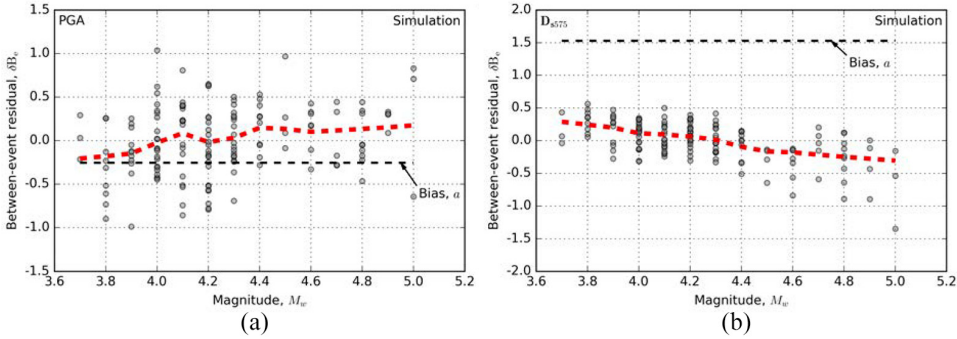 PGA Simulation
1.5
1.0
0.5
0.0
−0.5
−1.0
−1.5
Between-event residual, δBₑ
Bias, a
3.6 3.8 4.0 4.2 4.4 4.6 4.8 5.0 5.2
Magnitude, M_w
(a)
D_s575 Simulation
2.0
1.5
1.0
0.5
0.0
−0.5
−1.0
−1.5
−2.0
Between-event residual, δBₑ
Bias, a
3.6 3.8 4.0 4.2 4.4 4.6 4.8 5.0 5.2
Magnitude, M_w
(b)